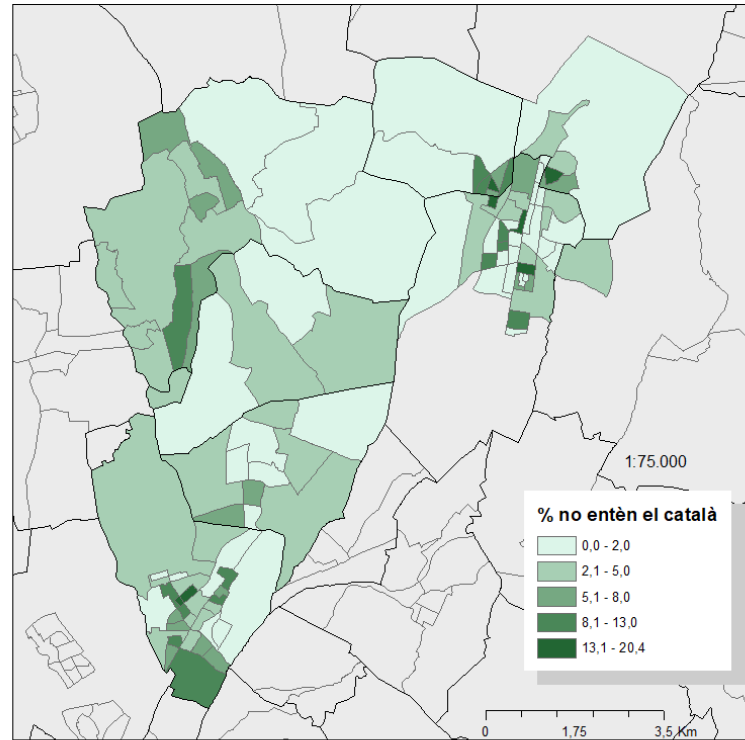 1:75.000
% no entèn el català
0,0 - 2,0
2,1 - 5,0
5,1 - 8,0
8,1 - 13,0
13,1 - 20,4
0 1,75 3,5 Km